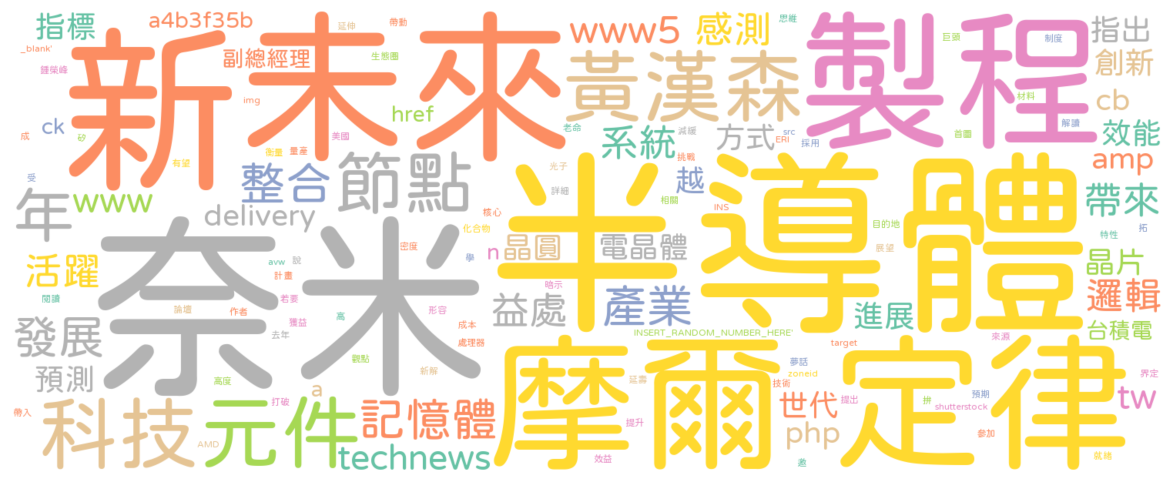 指標
a4b3f35b
延伸
帶動
www5
感測
思維
指出
_blank'
副總經理
生態圈
巨頭
制度
鍾榮峰
新
未來
黃漢森
製程
創新
img
href
材料
cb
成
ck
矽
衡量
量產
美國
老命
系統
減緩
方式
src
ERI
採用
首圖
解讀
效能
有望
整合
節點
光子
挑戰
amp
受
詳細
越
年
www
delivery
核心
相關
INS
帶來
化合物
目的地
拓
半導體
n
晶圓
電晶體
展望
特性
奈米
密度
學
晶片
活躍
avw
說
計畫
閱讀
暗示
邏輯
論壇
作者
若要
獲益
嵩
形容
益處
產業
進展
發展
去年
成本
處理器
INSERT_RANDOM_NUMBER_HERE'
台積電
target
來源
觀點
摩爾定律
夢話
預測
高度
新解
延壽
zoneid
界定
技術
帶入
打破
a
預期
科技
元件
記憶體
世代
提出
拼
shutterstock
tw
提升
AMD
php
參加
technews
效益
邀
就緒